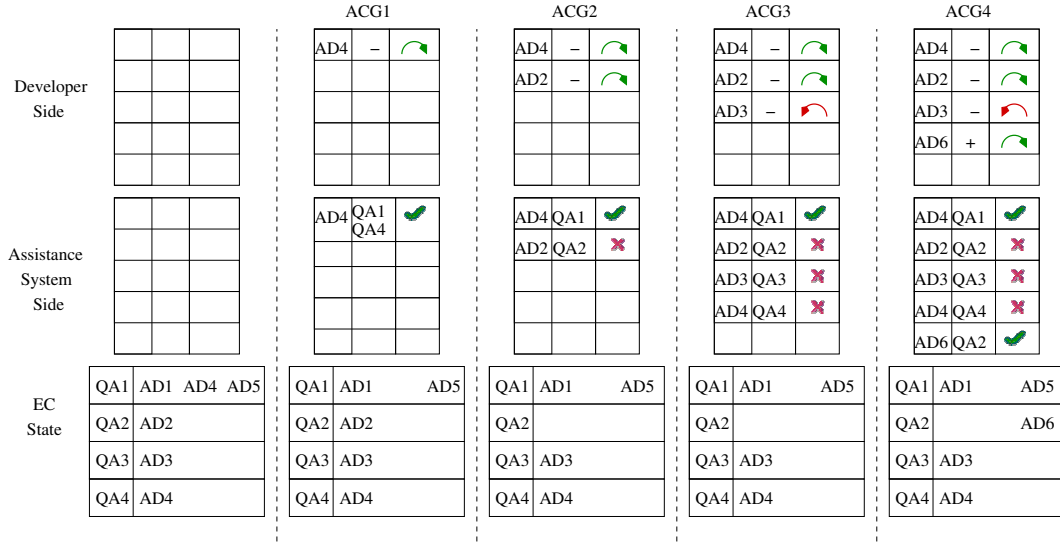 ACG1 ACG2 ACG3 ACG4
Developer
Side
AD4 – AD4 – AD4 – AD4 –
AD2 – AD2 – AD2 –
AD3 – AD3 –
AD6 +
Assistance
System
Side
AD4 QA1 AD4 QA1 AD4 QA1 AD4 QA1
QA4
AD2 QA2 AD2 QA2 AD2 QA2
AD3 QA3 AD3 QA3
AD4 QA4 AD4 QA4
AD6 QA2
EC
State
QA1 AD1 AD4 AD5 QA1 AD1 AD5 QA1 AD1 AD5 QA1 AD1 AD5 QA1 AD1 AD5
QA2 AD2 QA2 AD2 QA2 QA2 QA2 AD6
QA3 AD3 QA3 AD3 QA3 AD3 QA3 AD3 QA3 AD3
QA4 AD4 QA4 AD4 QA4 AD4 QA4 AD4 QA4 AD4